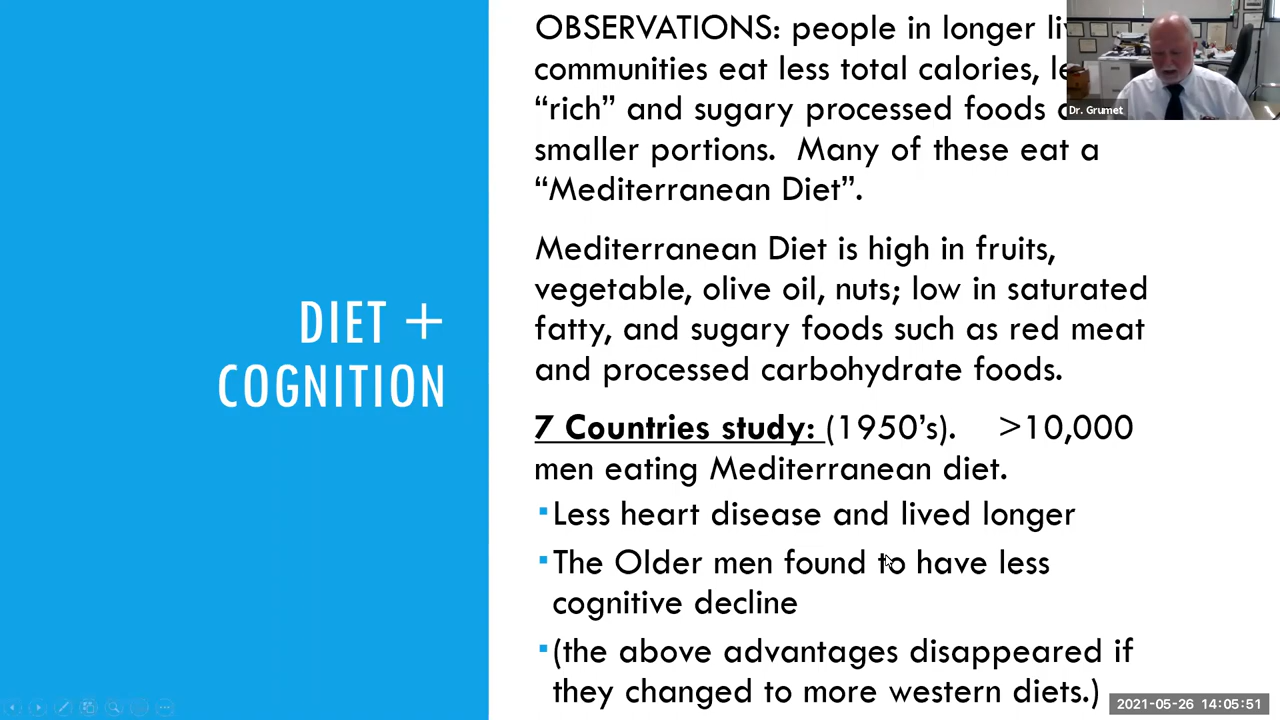 OBSERVATIONS: people in longer
communities eat less total calories,
“rich” and sugary processed foods
smaller portions. Many of these eat a
“Mediterranean Diet”.
Mediterranean Diet is high in fruits,
vegetable, olive oil, nuts; low in saturated
fatty, and sugary foods such as red meat
and processed carbohydrate foods.
DIET +
COGNITION
7 Countries study: (1950’s). >10,000
men eating Mediterranean diet.
▪Less heart disease and lived longer
▪The Older men found to have less
cognitive decline
▪(the above advantages disappeared if
they changed to more western diets.)
Dr. Grumet
2021-05-26 14:05:51